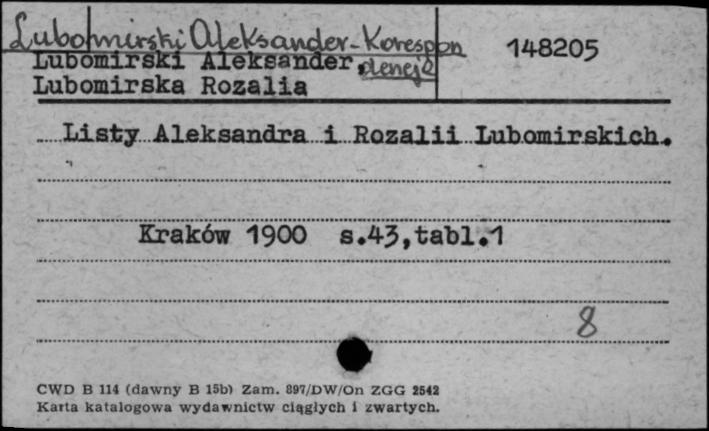 Lubomirski Aleksander - Korespon 148205
dencje
Lubomirski Aleksander,
Lubomirska Rozalia
Listy Aleksandra i Rozalii Lubomirskich.
Kraków 1900 s.43,tabl.1
8
CWD B 114 (dawny B 15b) Zam. 897/DW/On ZGG 2542
Karta katalogowa wydawnictw ciągłych i zwartych.